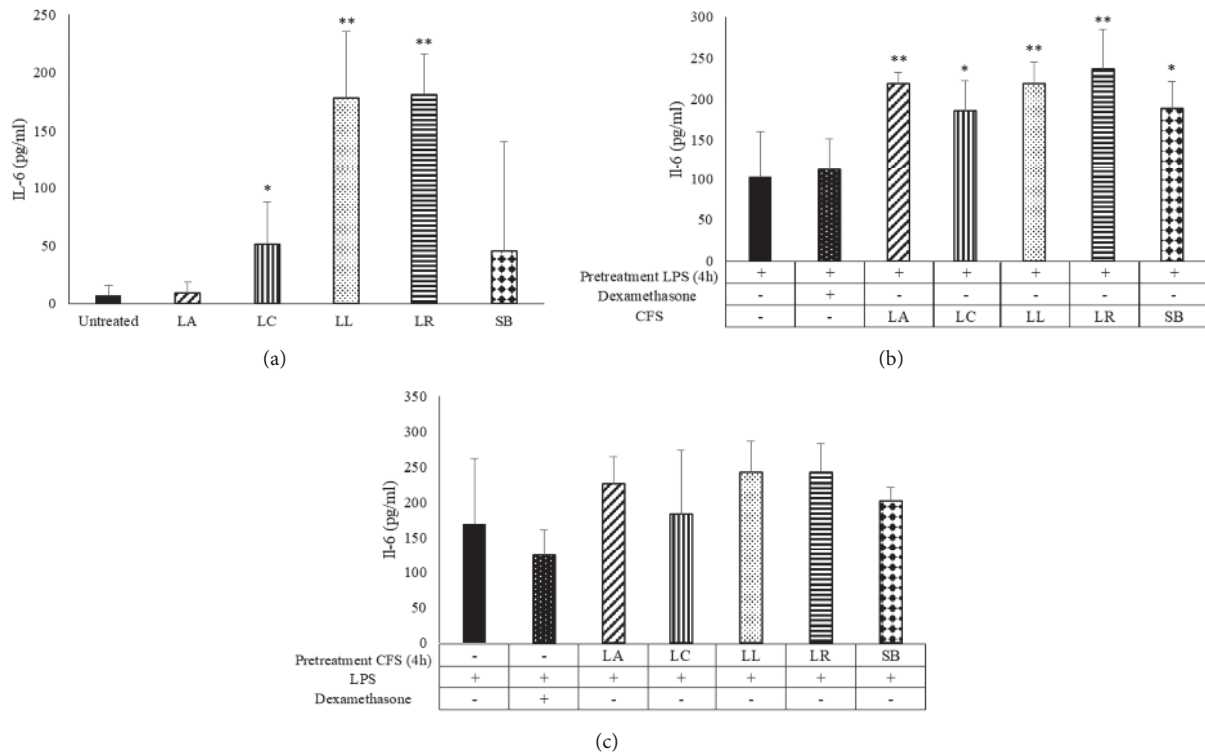 250
200
150
100
50
0
IL-6 (pg/ml)
**
**
*
Untreated LA LC LL LR SB
(a)
300
250
200
150
100
50
0
Il-6 (pg/ml)
**
*
**
**
*
Pretreatment LPS (4h) + + + + + + +
Dexamethasone - + - - - - -
CFS - - LA LC LL LR SB
(b)
350
300
250
200
150
100
50
0
Il-6 (pg/ml)
Pretreatment CFS (4h) - - LA LC LL LR SB
LPS + + + + + + +
Dexamethasone - + - - - - -
(c)